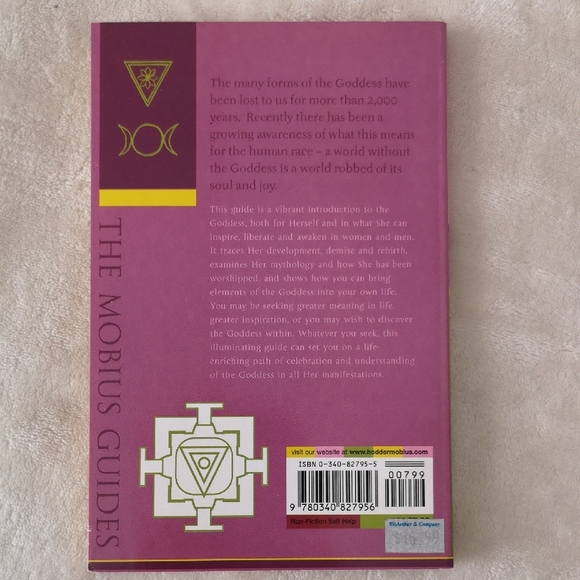 The many forms of the Goddess have
been lost to us for more than 2,000
years. Recently there has been a
growing awareness of what this means
for the human race – a world without
the Goddess is a world robbed of its
soul and joy.
This guide is a vibrant introduction to the
Goddess, both for Herself and in what She can
inspire, liberate and awaken in women and men.
It traces Her development, demise and rebirth,
examines Her mythology and how She has been
worshipped, and shows how you can bring
elements of the Goddess into your own life.
You may be seeking greater meaning in life,
greater inspiration, or you may wish to discover
the Goddess within. Whatever you seek, this
illuminating guide can set you on a life-
enriching path of celebration and understanding
of the Goddess in all Her manifestations.
THE MOBIUS GUIDES
visit our website at www.hoddermobius.com
ISBN 0-340-82795-5
00799
9 780340 827956
Non-Fiction Self Help
& Company